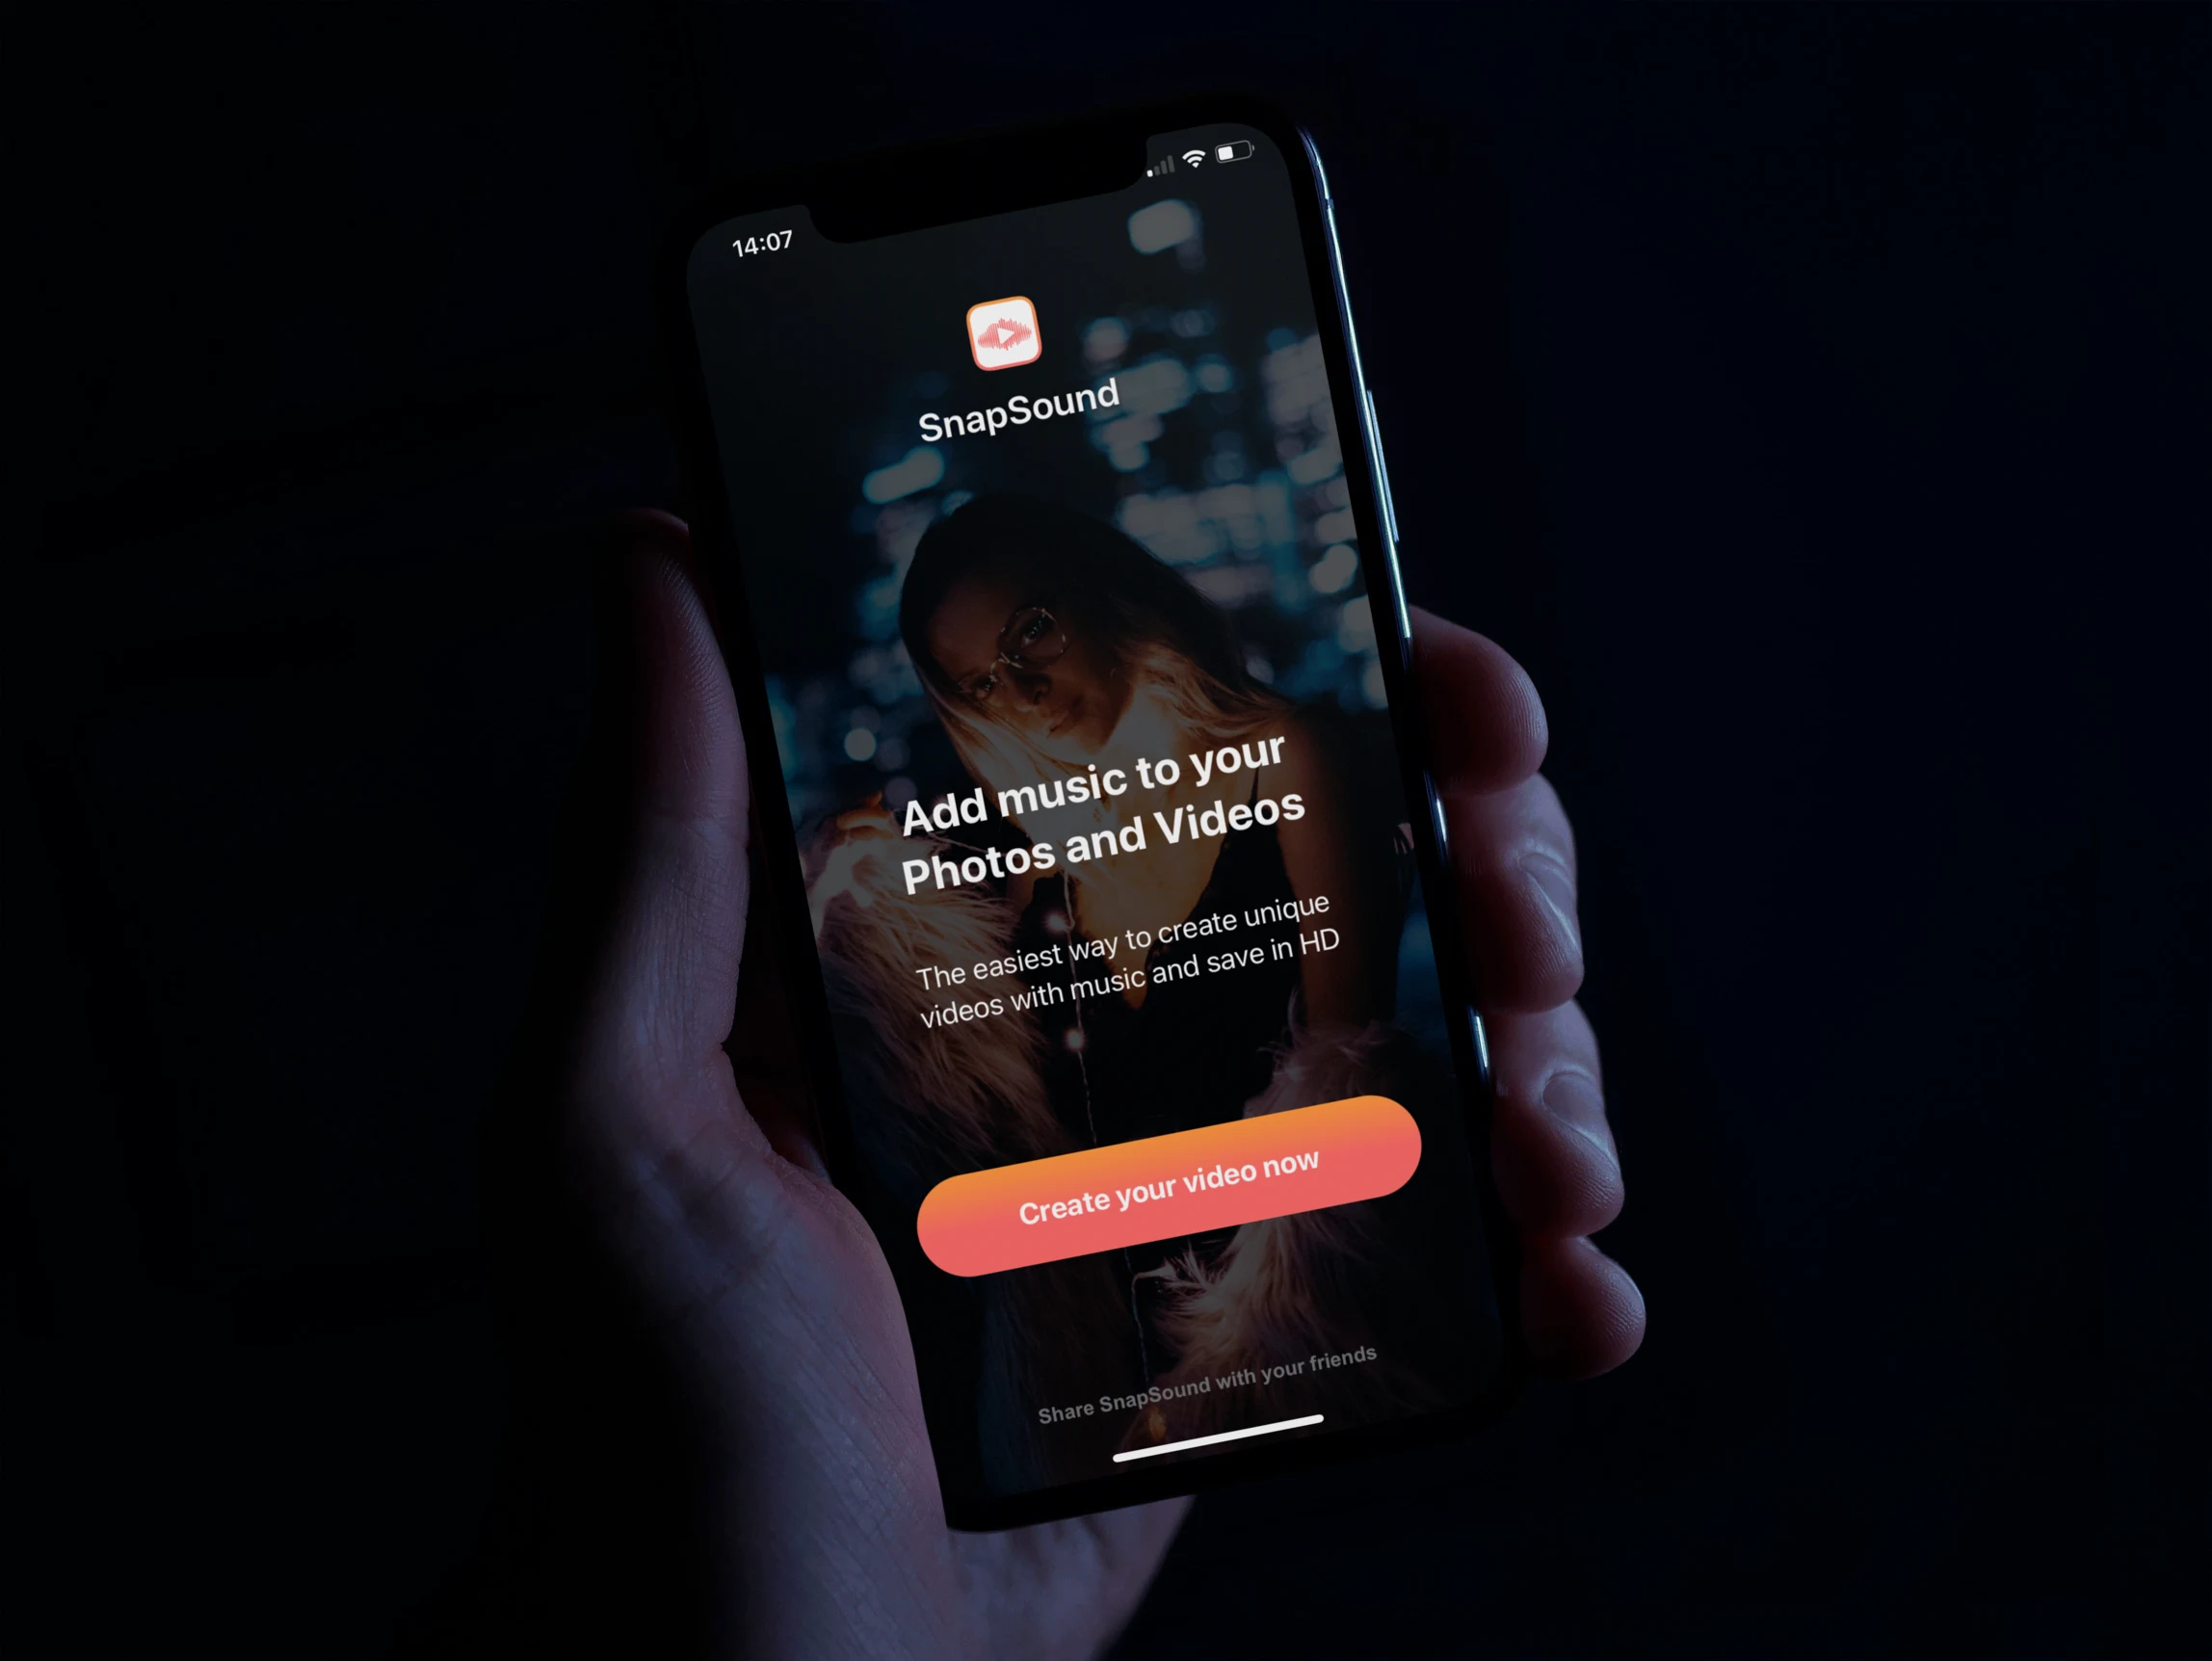 14:07
SnapSound
Add music to your
Photos and Videos
The easiest way to create unique
videos with music and save in HD
Create your video now
Share SnapSound with your friends